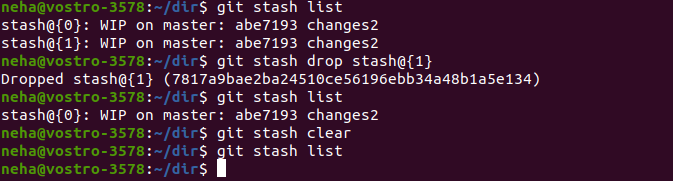 neha@vostro-3578:~/dir$ git stash list
stash@{0}: WIP on master: abe7193 changes2
stash@{1}: WIP on master: abe7193 changes2
neha@vostro-3578:~/dir$ git stash drop stash@{1}
Dropped stash@{1} (7817a9bae2ba24510ce56196ebb34a48b1a5e134)
neha@vostro-3578:~/dir$ git stash list
stash@{0}: WIP on master: abe7193 changes2
neha@vostro-3578:~/dir$ git stash clear
neha@vostro-3578:~/dir$ git stash list
neha@vostro-3578:~/dir$